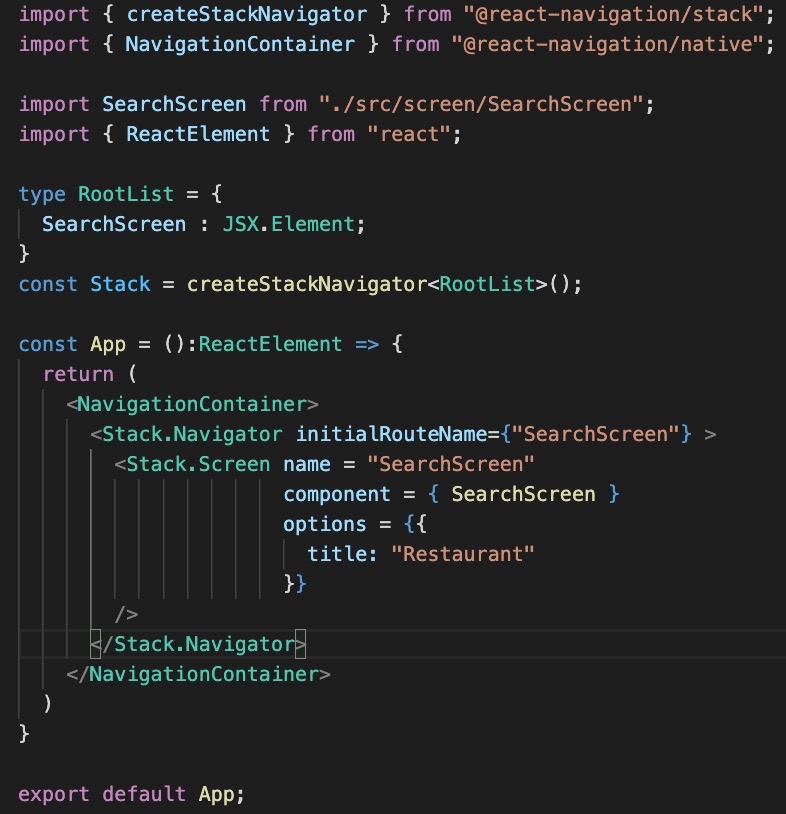 import { createStackNavigator } from "@react-navigation/stack";
import { NavigationContainer } from "@react-navigation/native";
import SearchScreen from "./src/screen/SearchScreen";
import { ReactElement } from "react";
type RootList = {
SearchScreen : JSX.Element;
}
const Stack = createStackNavigator<RootList>();
const App = ():ReactElement => {
return (
<NavigationContainer>
<Stack.Navigator initialRouteName={"SearchScreen"} >
<Stack.Screen name = "SearchScreen"
component = { SearchScreen }
options = {{
title: "Restaurant"
}}
/>
</Stack.Navigator>
</NavigationContainer>
)
}
export default App;